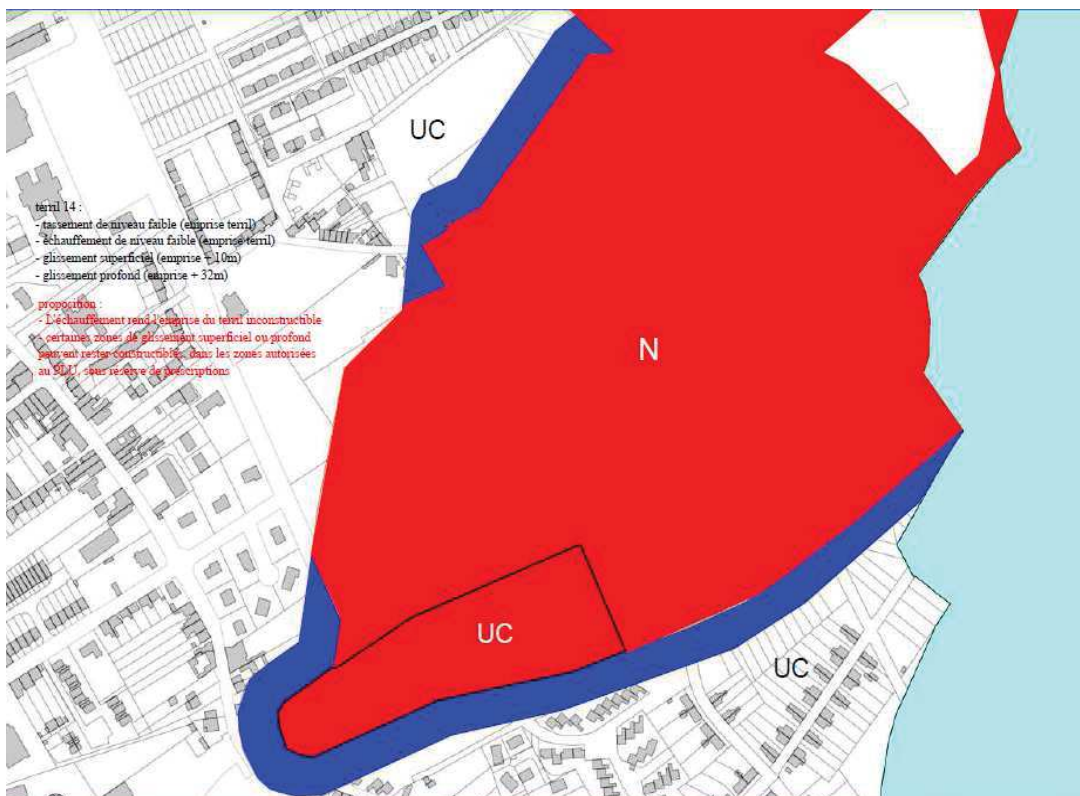 UC
terril 14 :
- tassement de niveau faible (emprise terril)
- échauffement de niveau faible (emprise terril)
- glissement superficiel (emprise + 10m)
- glissement profond (emprise + 32m)
proposition :
- L'échauffement rend l'emprise du terril inconstructible
- certaines zones de glissement superficiel ou profond
peuvent rester constructibles, dans les zones autorisées
au PLU, sous réserve de prescriptions
N
UC
UC